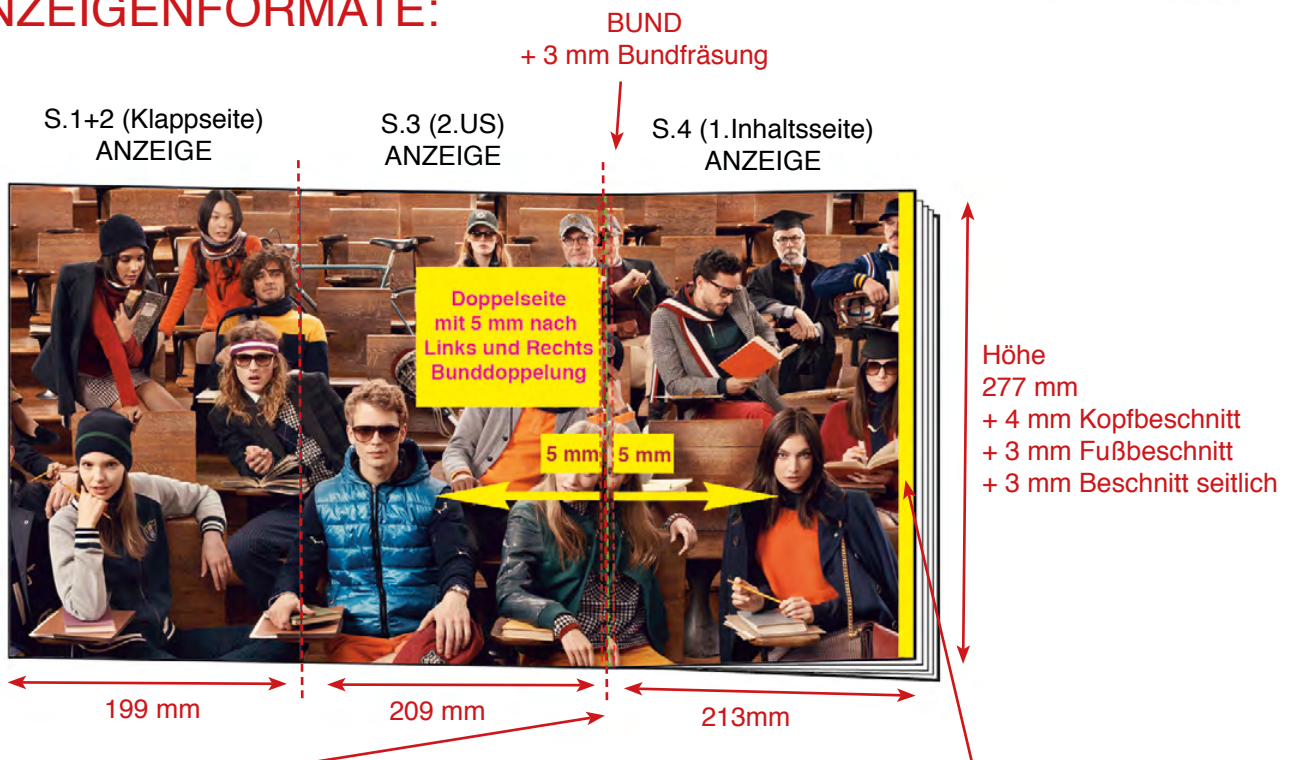 NZEIGENFORMATE:
BUND
+ 3 mm Bundfräsung
S.1+2 (Klappseite)
ANZEIGE
S.3 (2.US)
ANZEIGE
S.4 (1.Inhaltsseite)
ANZEIGE
Doppelseite
mit 5 mm nach
Links und Rechts
Bunddoppelung
5 mm 5 mm
Höhe
277 mm
+ 4 mm Kopfbeschnitt
+ 3 mm Fußbeschnitt
+ 3 mm Beschnitt seitlich
199 mm
209 mm
213mm